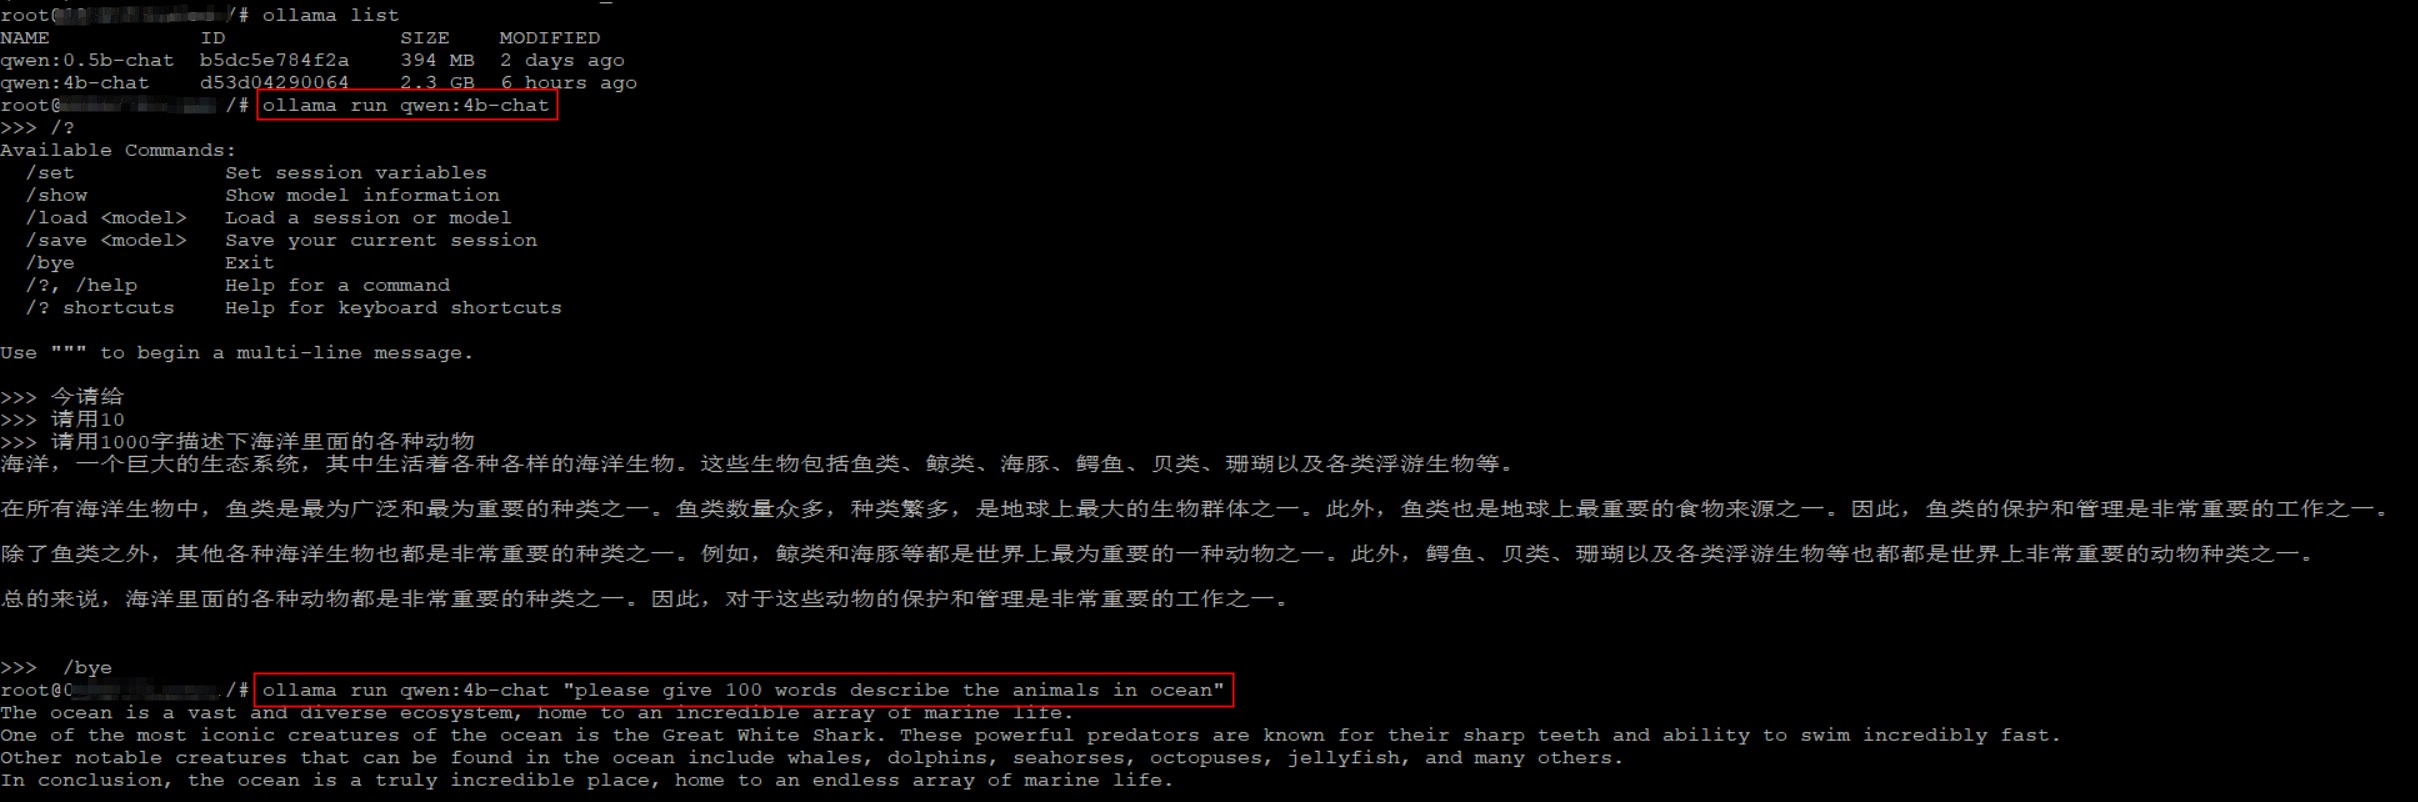 root@ /# ollama list
NAME ID SIZE MODIFIED
qwen:0.5b-chat b5dc5e784f2a 394 MB 2 days ago
qwen:4b-chat d53d04290064 2.3 GB 6 hours ago
root@ /# ollama run qwen:4b-chat
>>> /?
Available Commands:
/set Set session variables
/show Show model information
/load <model> Load a session or model
/save <model> Save your current session
/bye Exit
/?, /help Help for a command
/? shortcuts Help for keyboard shortcuts
Use """ to begin a multi-line message.
>>> 今请给
>>> 请用10
>>> 请用1000字描述下海洋里面的各种动物
海洋，一个巨大的生态系统，其中生活着各种各样的海洋生物。这些生物包括鱼类、鲸类、海豚、鳄鱼、贝类、珊瑚以及各类浮游生物等。
在所有海洋生物中，鱼类是最为广泛和最为重要的种类之一。鱼类数量众多，种类繁多，是地球上最大的生物群体之一。此外，鱼类也是地球上最重要的食物来源之一。因此，鱼类的保护和管理是非常重要的工作之一。
除了鱼类之外，其他各种海洋生物也都是非常重要的种类之一。例如，鲸类和海豚等都是世界上最为重要的一种动物之一。此外，鳄鱼、贝类、珊瑚以及各类浮游生物等也都都是世界上非常重要的动物种类之一。
总的来说，海洋里面的各种动物都是非常重要的种类之一。因此，对于这些动物的保护和管理是非常重要的工作之一。
>>> /bye
root@0 /# ollama run qwen:4b-chat "please give 100 words describe the animals in ocean"
The ocean is a vast and diverse ecosystem, home to an incredible array of marine life.
One of the most iconic creatures of the ocean is the Great White Shark. These powerful predators are known for their sharp teeth and ability to swim incredibly fast.
Other notable creatures that can be found in the ocean include whales, dolphins, seahorses, octopuses, jellyfish, and many others.
In conclusion, the ocean is a truly incredible place, home to an endless array of marine life.